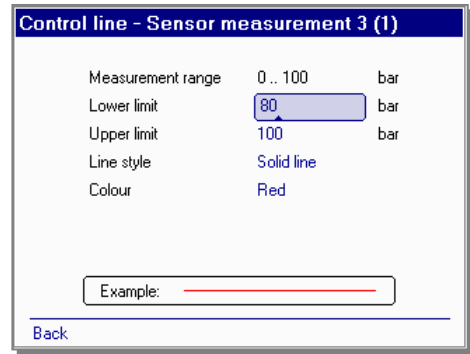 Control line - Sensor measurement 3 (1)
Measurement range 0 .. 100 bar
Lower limit 80 bar
Upper limit 100 bar
Line style Solid line
Colour Red
Example:
Back